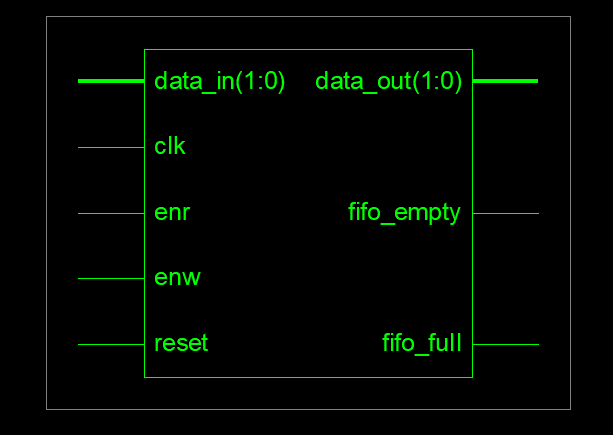 data_in(1:0) data_out(1:0)
clk
enr fifo_empty
enw
reset fifo_full